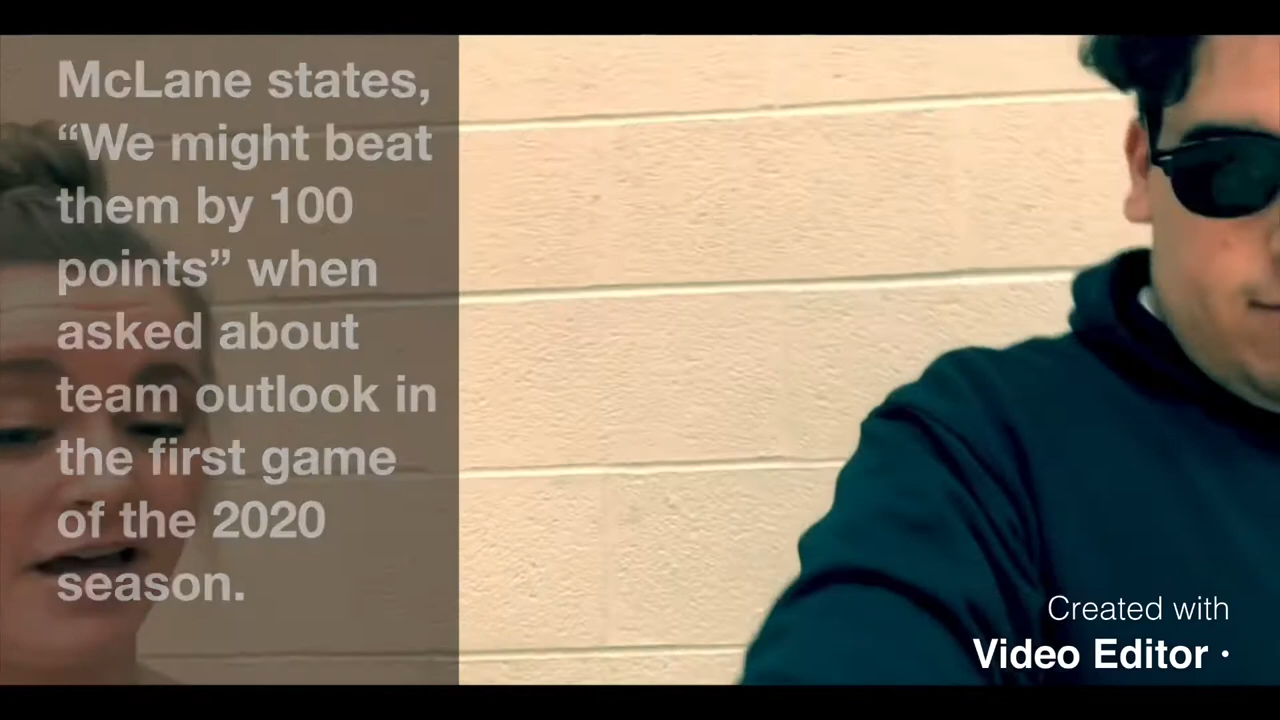 McLane states,
“We might beat
them by 100
points” when
asked about
team outlook in
the first game
of the 2020
season.
Created with
Video Editor •